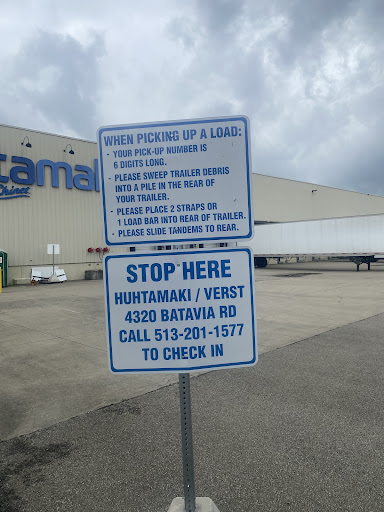 WHEN PICKING UP A LOAD:
- YOUR PICK-UP NUMBER IS
6 DIGITS LONG.
- PLEASE SWEEP TRAILER DEBRIS
INTO A PILE IN THE REAR OF
YOUR TRAILER.
- PLEASE PLACE 2 STRAPS OR
1 LOAD BAR INTO REAR OF TRAILER.
- PLEASE SLIDE TANDEMS TO REAR.
STOP HERE
HUHTAMAKI / VERST
4320 BATAVIA RD
CALL 513-201-1577
TO CHECK IN
tamak
Chinet